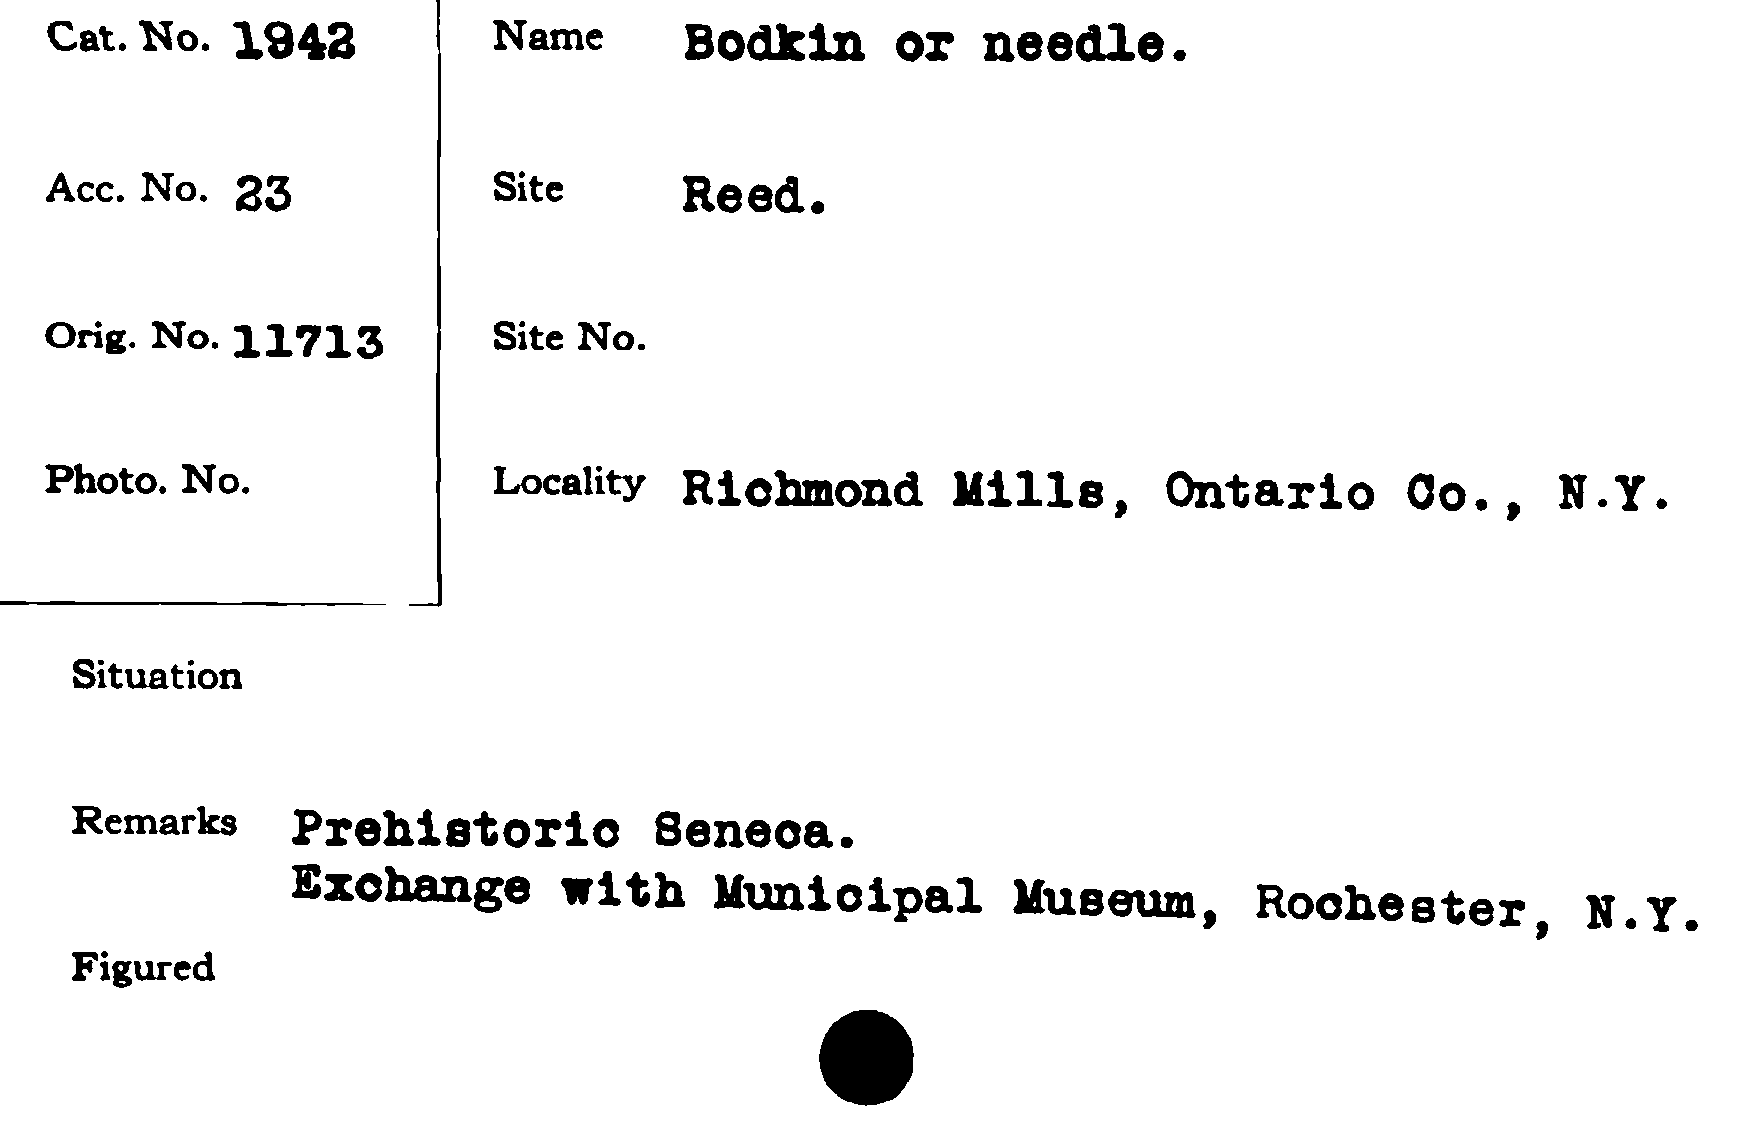 Cat. No. 1942
Name Bodkin or needle.
Acc. No. 23
Site Reed.
Orig. No. 11713
Site No.
Photo. No.
Locality Richmond Mills, Ontario Co., N.Y.
Situation
Remarks Prehistoric Seneca.
Exchange with Municipal Museum, Rochester, N.Y.
Figured